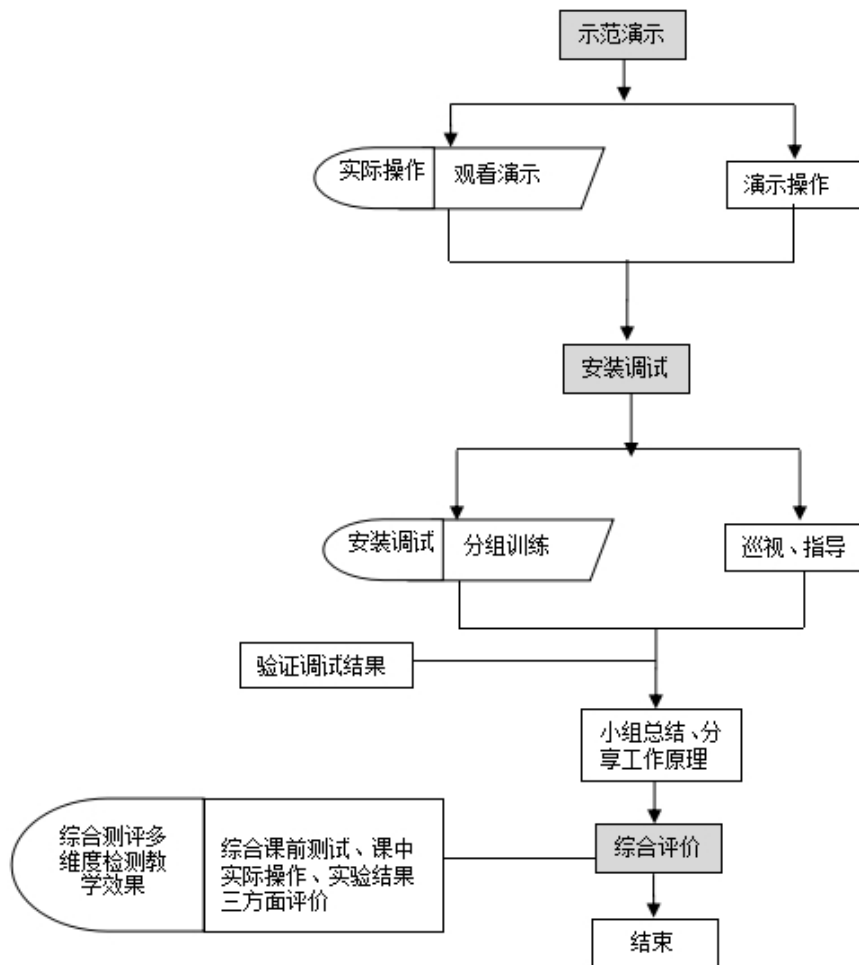 示范演示
实际操作
观看演示
演示操作
安装调试
安装调试
分组训练
巡视、指导
验证调试结果
小组总结、分
享工作原理
综合测评多
维度检测教
学效果
综合课前测试、课中
实际操作、实验结果
三方面评价
综合评价
结束